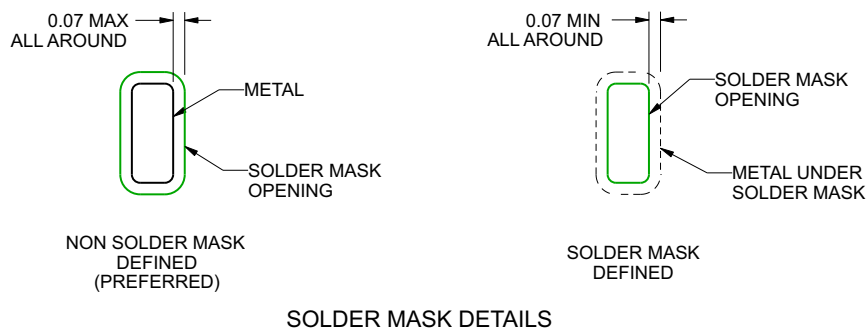 0.07 MAX
ALL AROUND
METAL
SOLDER MASK
OPENING
NON SOLDER MASK
DEFINED
(PREFERRED)
0.07 MIN
ALL AROUND
SOLDER MASK
OPENING
METAL UNDER
SOLDER MASK
SOLDER MASK
DEFINED
SOLDER MASK DETAILS